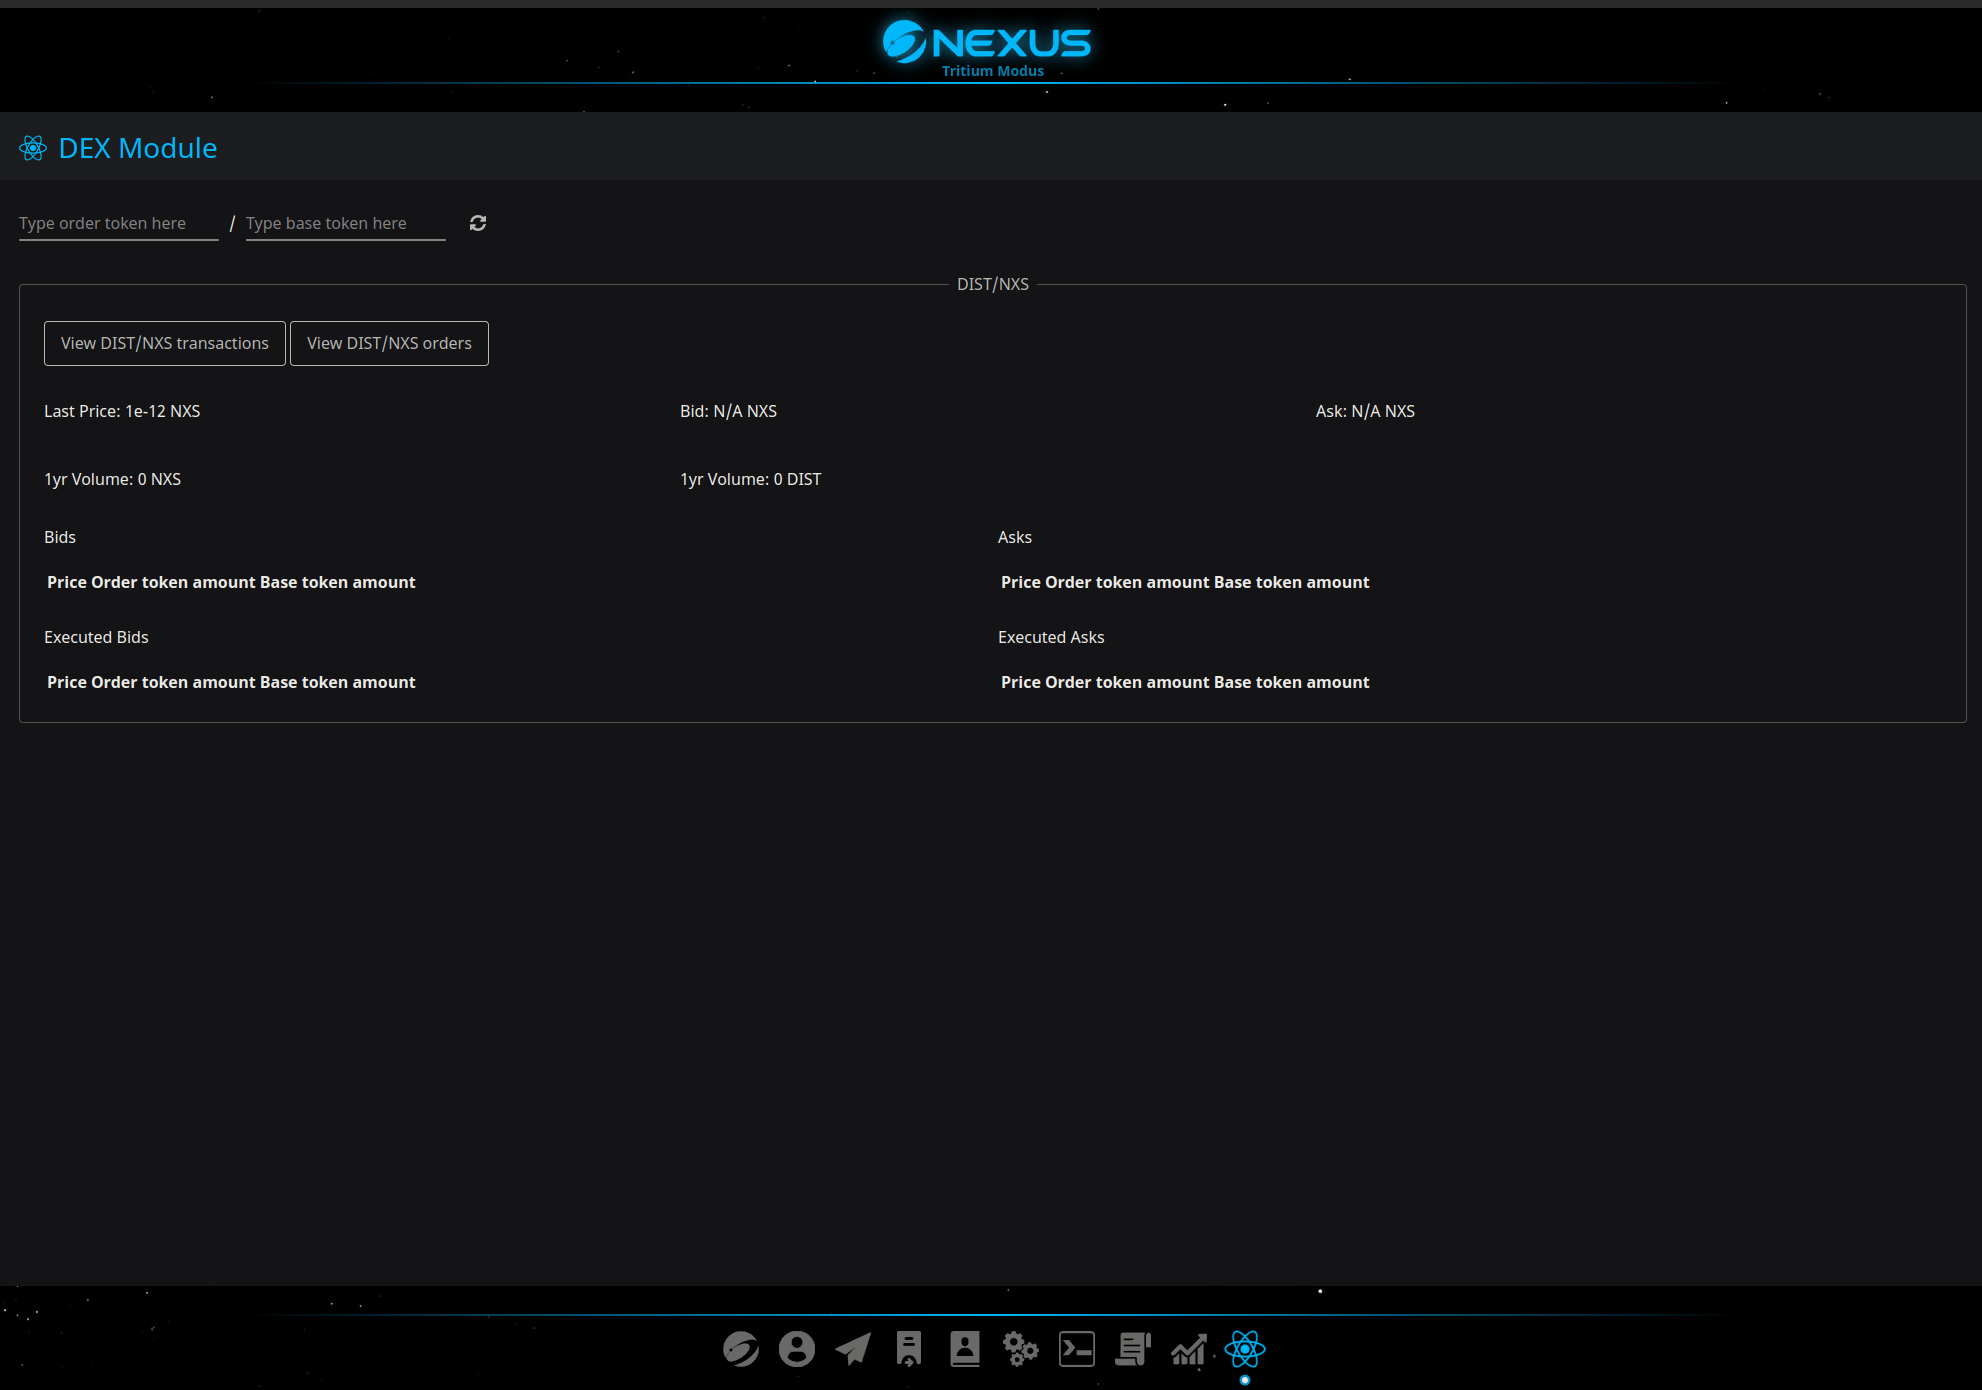 NEXUS
Tritium Modus
DEX Module
Type order token here / Type base token here
DIST/NXS
View DIST/NXS transactions View DIST/NXS orders
Last Price: 1e-12 NXS Bid: N/A NXS Ask: N/A NXS
1yr Volume: 0 NXS 1yr Volume: 0 DIST
Bids Asks
Price Order token amount Base token amount Price Order token amount Base token amount
Executed Bids Executed Asks
Price Order token amount Base token amount Price Order token amount Base token amount